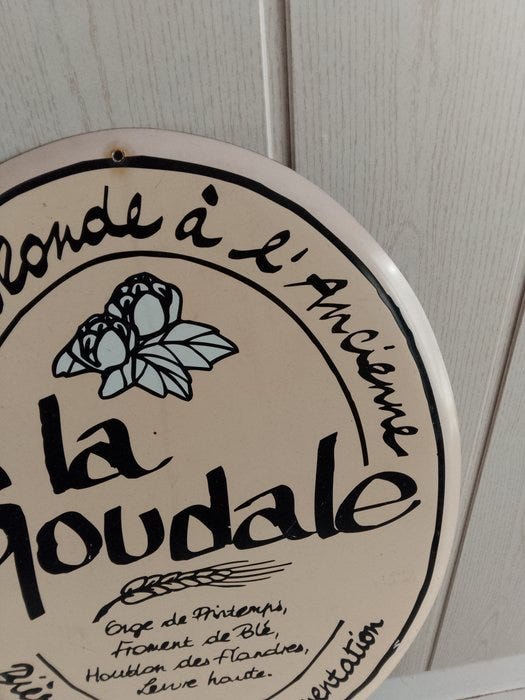 Blonde à l'Ancienne
la
Goudale
Orge de Printemps,
Froment de Blé,
Houblon des Flandres,
Levure haute.